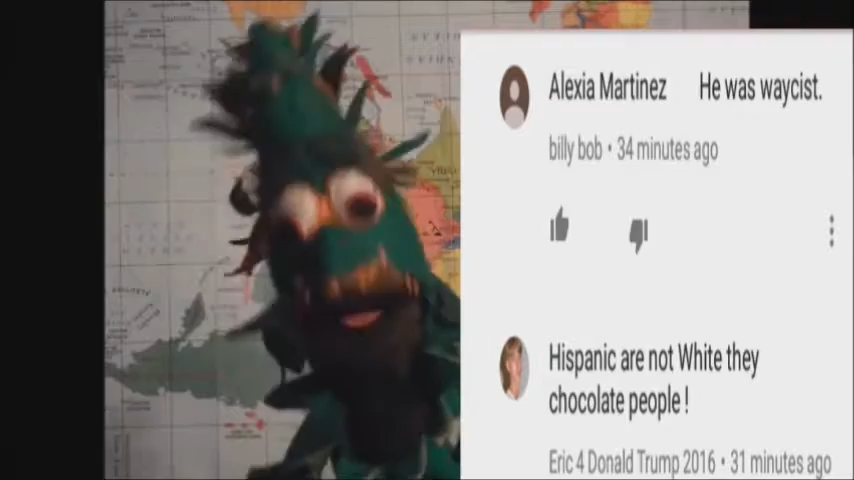 Alexia Martinez He was waycist.
billy bob • 34 minutes ago
Hispanic are not White they
chocolate people !
Eric 4 Donald Trump 2016 • 31 minutes ago